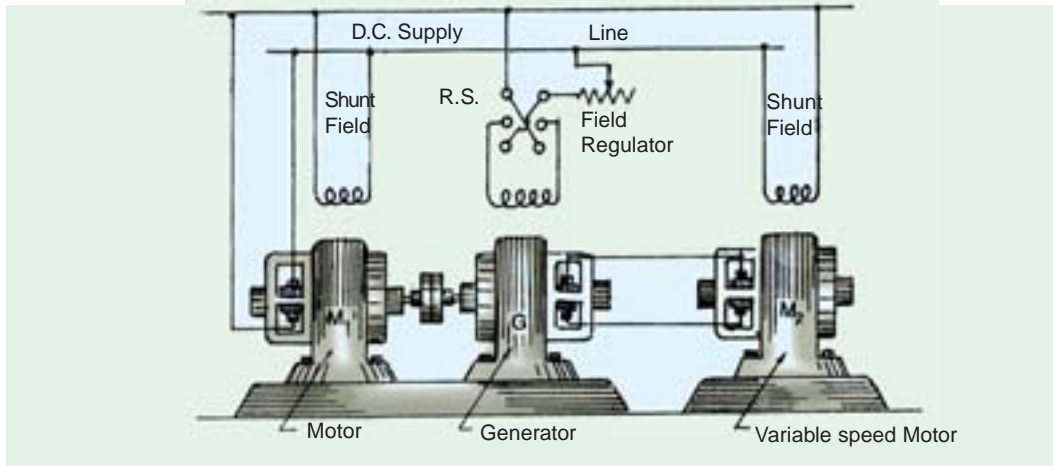 D.C. Supply Line
R.S.
Shunt
Field
Field
Regulator
Shunt
Field
M1
G
M2
Motor
Generator
Variable speed Motor